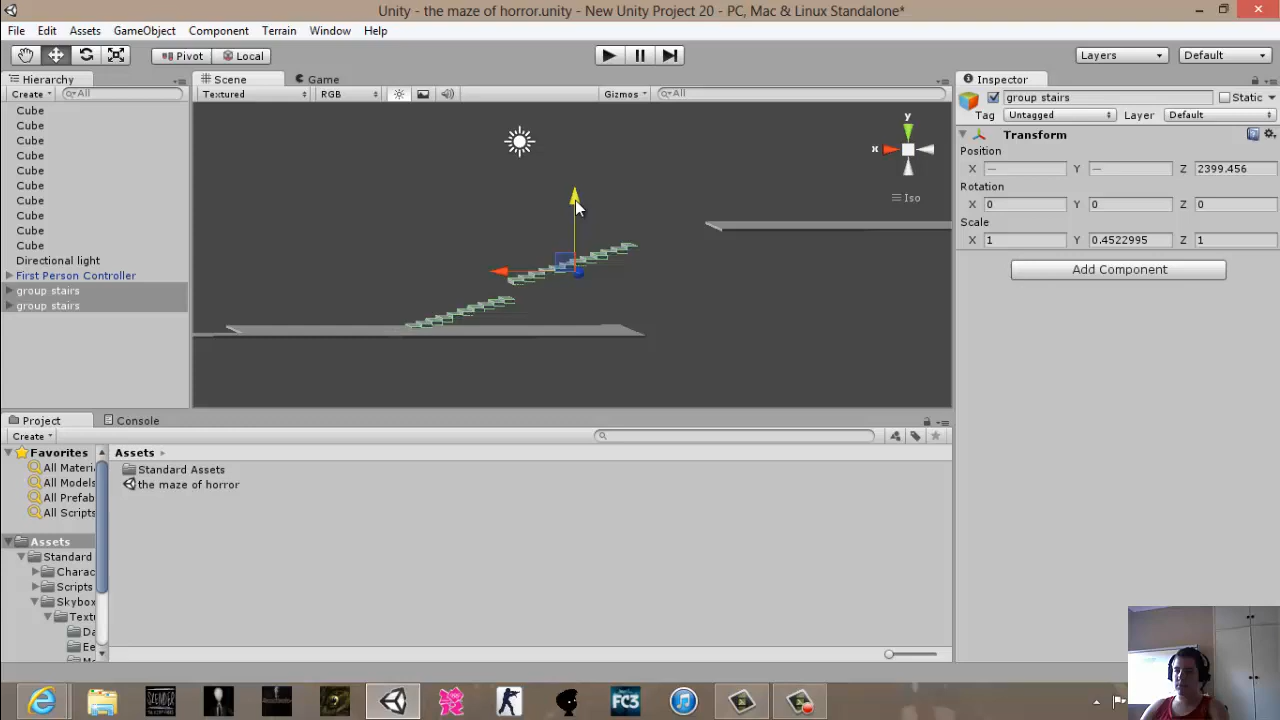 Unity - the maze of horror.unity - New Unity Project 20 - PC, Mac & Linux Standalone*
File Edit Assets GameObject Component Terrain Window Help
Pivot Local Layers Default
Hierarchy Scene Game Inspector
Create All Textured RGB Gizmos All group stairs Static
Tag Untagged Layer Default
Cube
Cube
Cube
Cube
Cube
Cube
Cube
Cube
Cube
Cube
Directional light
First Person Controller
group stairs
group stairs
y
x
Iso
Transform
Position
X — Y — Z 2399.456
Rotation
X 0 Y 0 Z 0
Scale
X 1 Y 0.4522995 Z 1
Add Component
Project Console
Create
Favorites
All Materi
All Models
All Prefab
All Scripts
Assets
Standard
Charac
Scripts
Skybox
Textu
Da
Ee
Assets
Standard Assets
the maze of horror
SLENDER
FC3